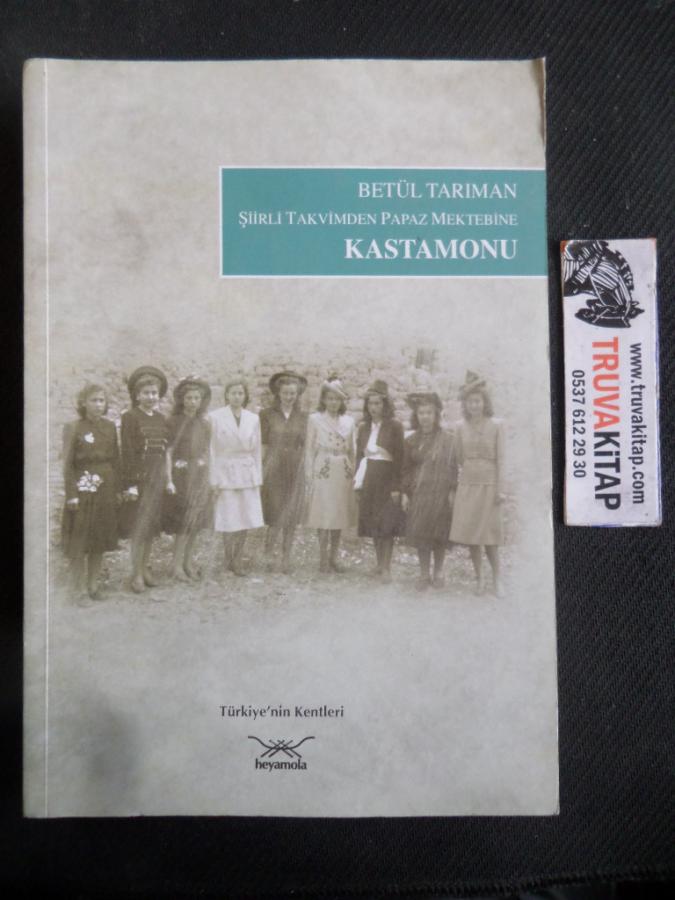 BETÜL TARIMAN
ŞİİRLİ TAKVİMDEN PAPAZ MEKTEBİNE
KASTAMONU
Türkiye'nin Kentleri
heyamola
www.truvakitap.com
TRUVAKİTAP
0537 612 29 30